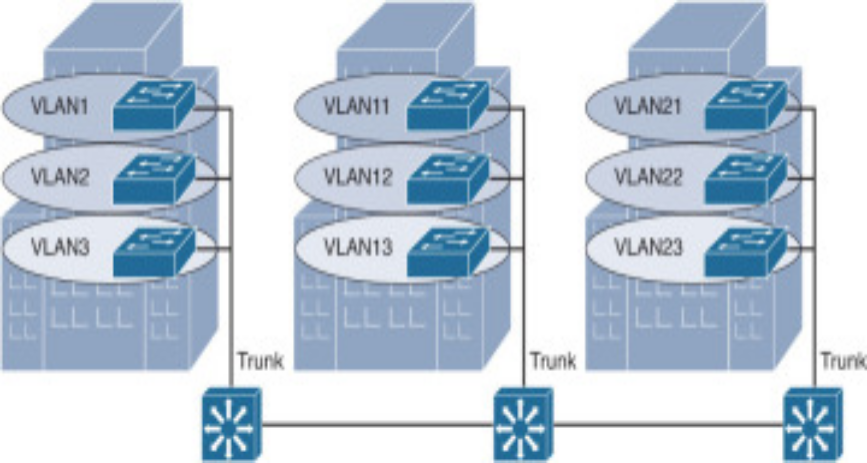 VLAN1
VLAN11
VLAN21
VLAN2
VLAN12
VLAN22
VLAN3
VLAN13
VLAN23
Trunk
Trunk
Trunk